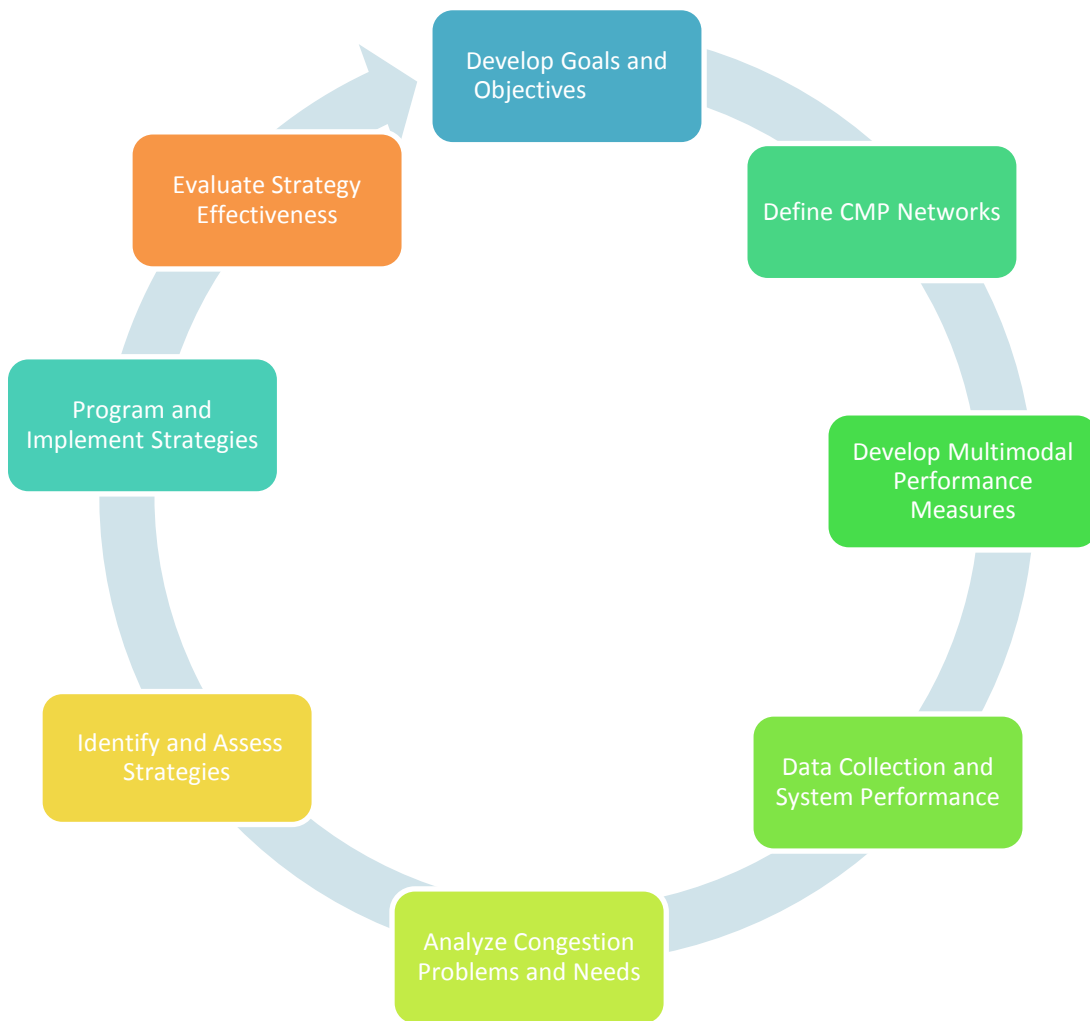 Develop Goals and
Objectives
Define CMP Networks
Develop Multimodal
Performance
Measures
Data Collection and
System Performance
Analyze Congestion
Problems and Needs
Identify and Assess
Strategies
Program and
Implement Strategies
Evaluate Strategy
Effectiveness